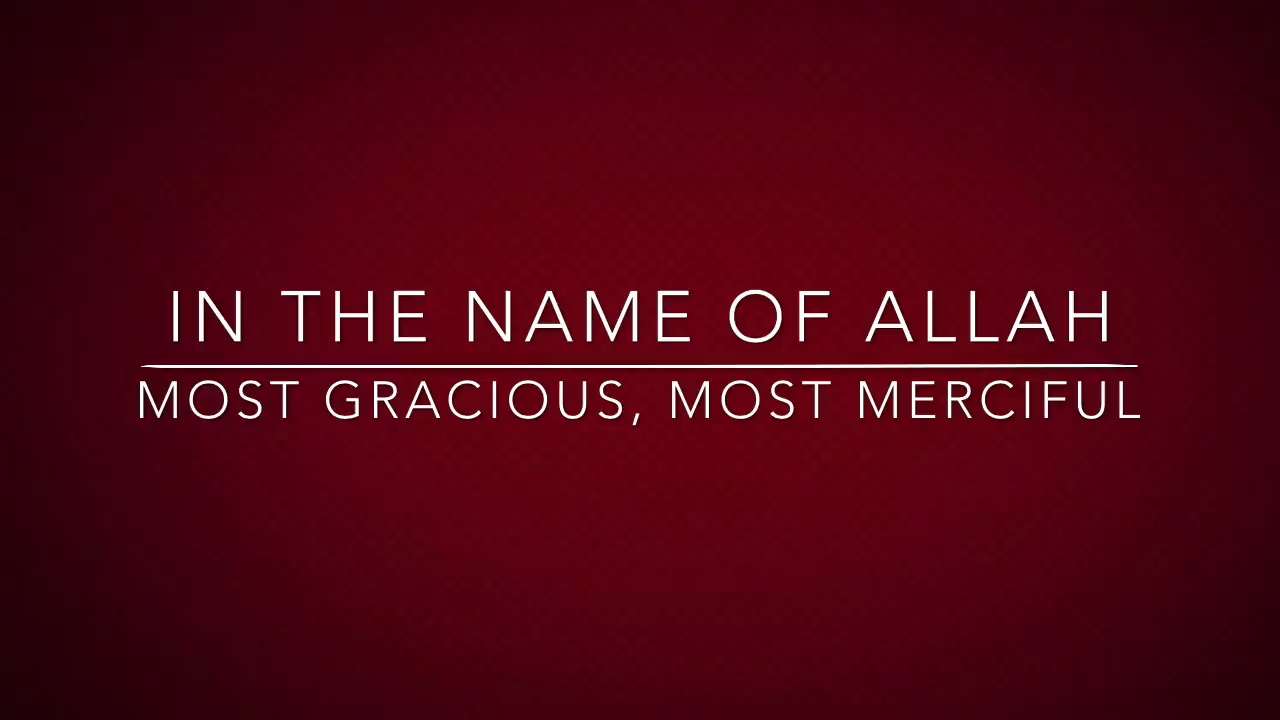 IN THE NAME OF ALLAH
MOST GRACIOUS, MOST MERCIFUL